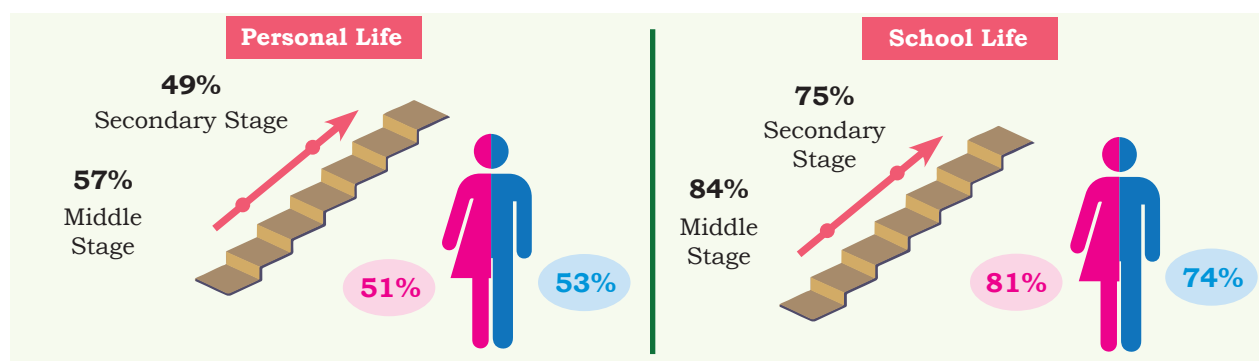 Personal Life
49%
Secondary Stage
57%
Middle
Stage
51%
53%
School Life
75%
Secondary
Stage
84%
Middle
Stage
81%
74%